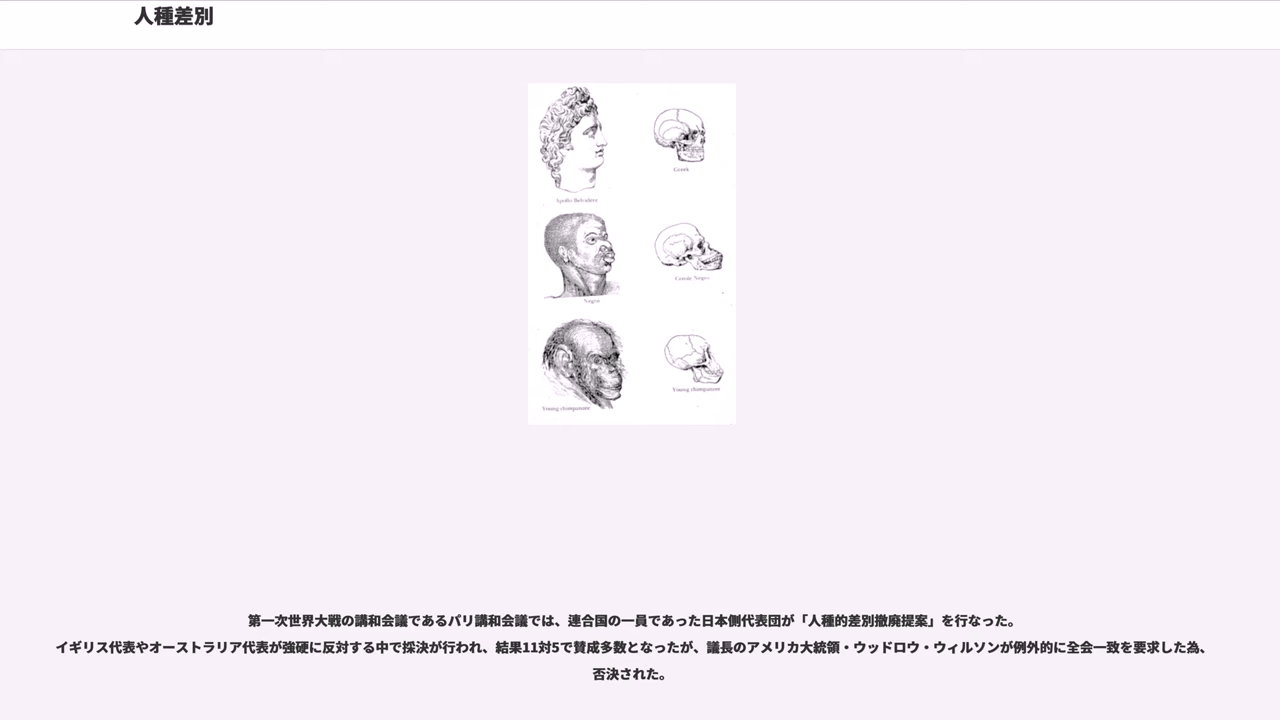 人種差別
Apollo Belvidere
Greek
Negro
Creole Negro
Young chimpanzee
Young chimpanzee
第一次世界大戦の講和会議であるパリ講和会議では、連合国の一員であった日本側代表団が「人種的差別撤廃提案」を行なった。
イギリス代表やオーストラリア代表が強硬に反対する中で採決が行われ、結果11対5で賛成多数となったが、議長のアメリカ大統領・ウッドロウ・ウィルソンが例外的に全会一致を要求した為、
否決された。